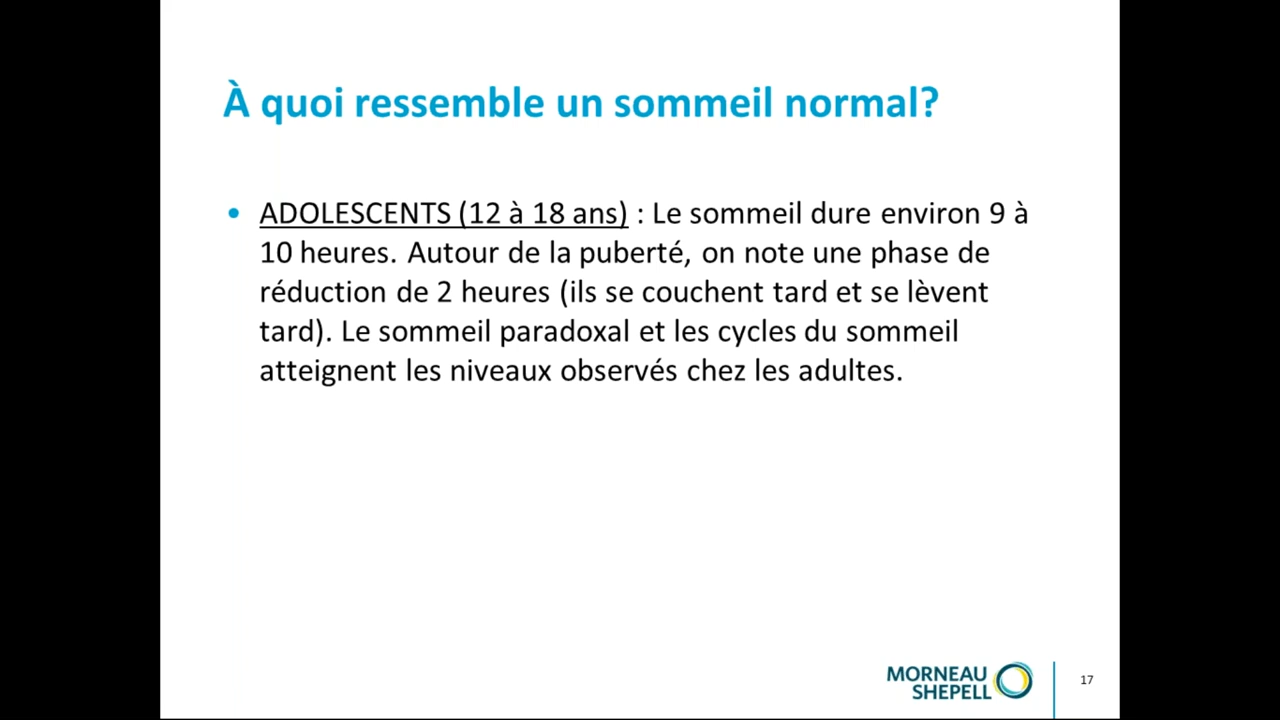 À quoi ressemble un sommeil normal?
• ADOLESCENTS (12 à 18 ans) : Le sommeil dure environ 9 à
10 heures. Autour de la puberté, on note une phase de
réduction de 2 heures (ils se couchent tard et se lèvent
tard). Le sommeil paradoxal et les cycles du sommeil
atteignent les niveaux observés chez les adultes.
MORNEAU
SHEPELL
17